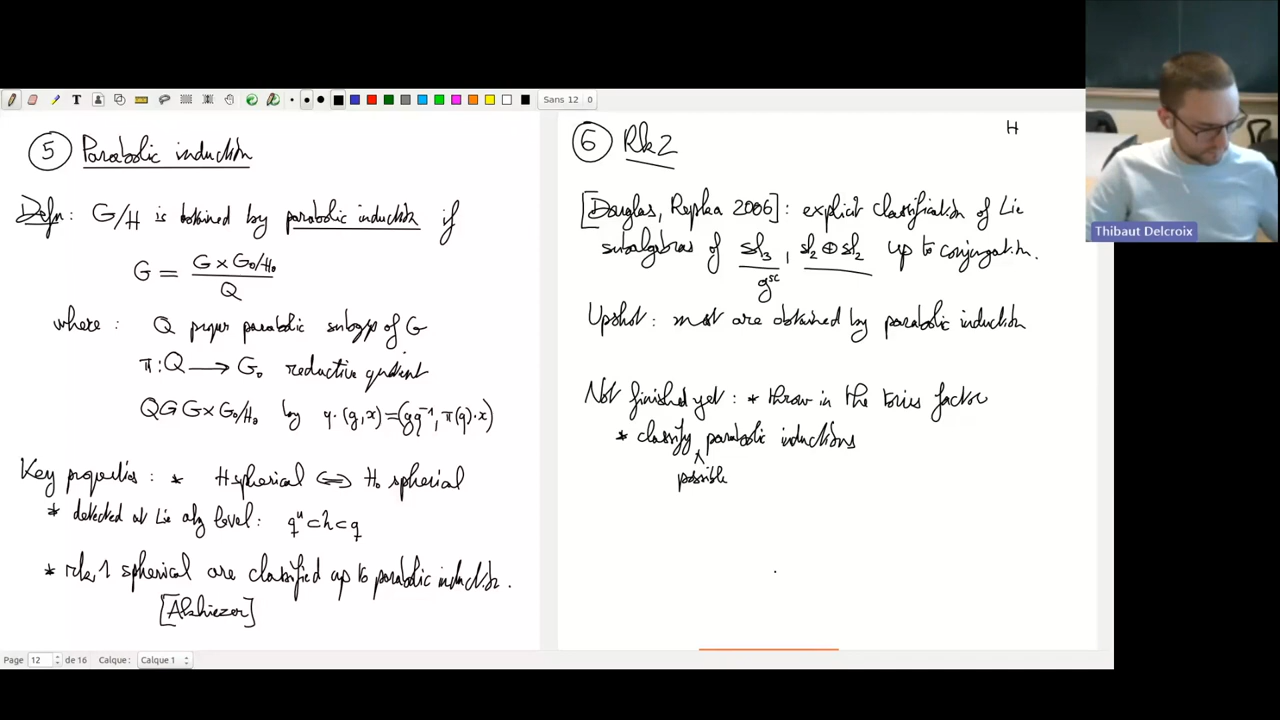 Sans 12 0
⑤ Parabolic induction
Defn: G/H is obtained by parabolic induction if
G = G × G₀/H₀ / Q
where : Q proper parabolic subgp of G
π: Q ⟶ G₀ reductive quotient
Q G G × G₀/H₀ by q·(g,x)=(gq⁻¹, π(q)·x)
Key properties : * H spherical ⟺ H₀ spherical
* detected at Lie alg level: qᵘ ⊂ h ⊂ q
* rk 1 spherical are classified up to parabolic induction.
[Akhiezer]
⑥ Rk 2
H
[Douglas, Repka 2006]: explicit classification of Lie
subalgebras of sl₃, sl₂ ⊕ sl₂ up to conjugation.
g^sc
Upshot: most are obtained by parabolic induction
Not finished yet: * throw in the torus factor
* classify parabolic inductions
^
possible
Thibaut Delcroix
Page 12 de 16 Calque : Calque 1